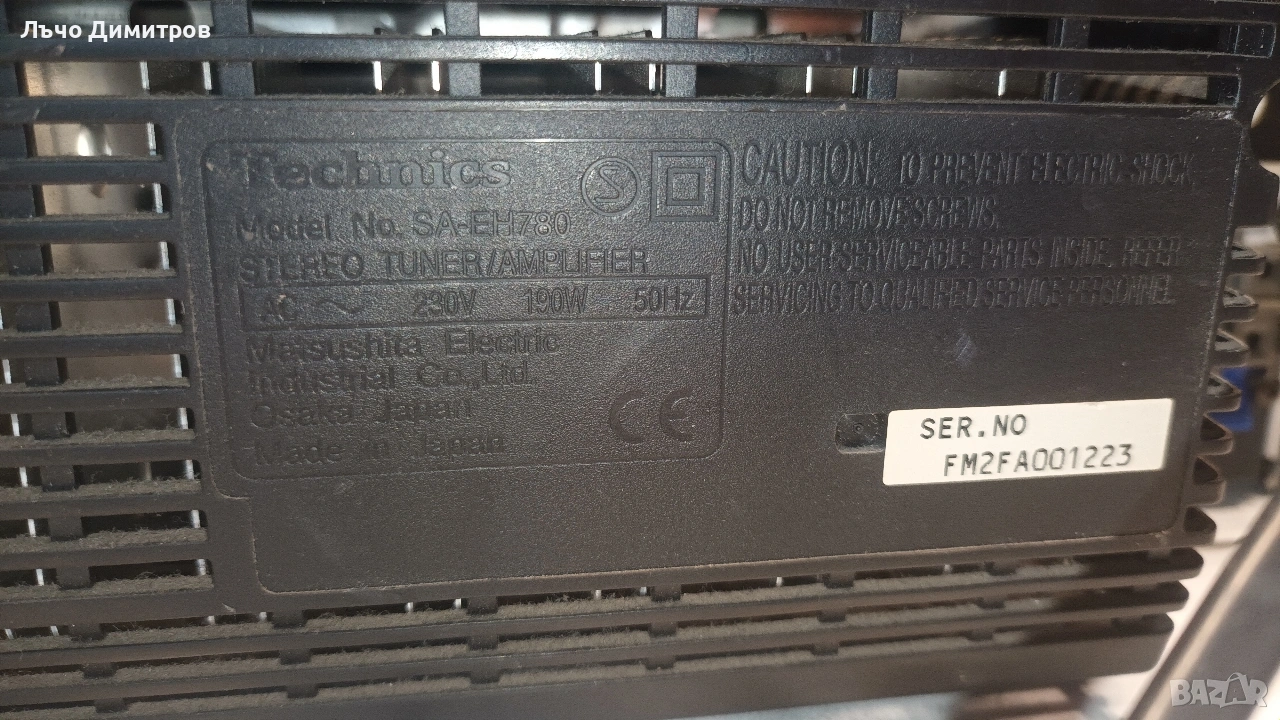 Лъчо Димитров
Technics
S
Model No. SA-EH780
STEREO TUNER/AMPLIFIER
AC ~ 230V 190W 50Hz
Matsushita Electric
Industrial Co.,Ltd.
Osaka Japan
Made in Japan
CE
CAUTION: TO PREVENT ELECTRIC SHOCK,
DO NOT REMOVE SCREWS.
NO USER-SERVICEABLE PARTS INSIDE, REFER
SERVICING TO QUALIFIED SERVICE PERSONNEL.
SER.NO
FM2FA001223
BAZAR